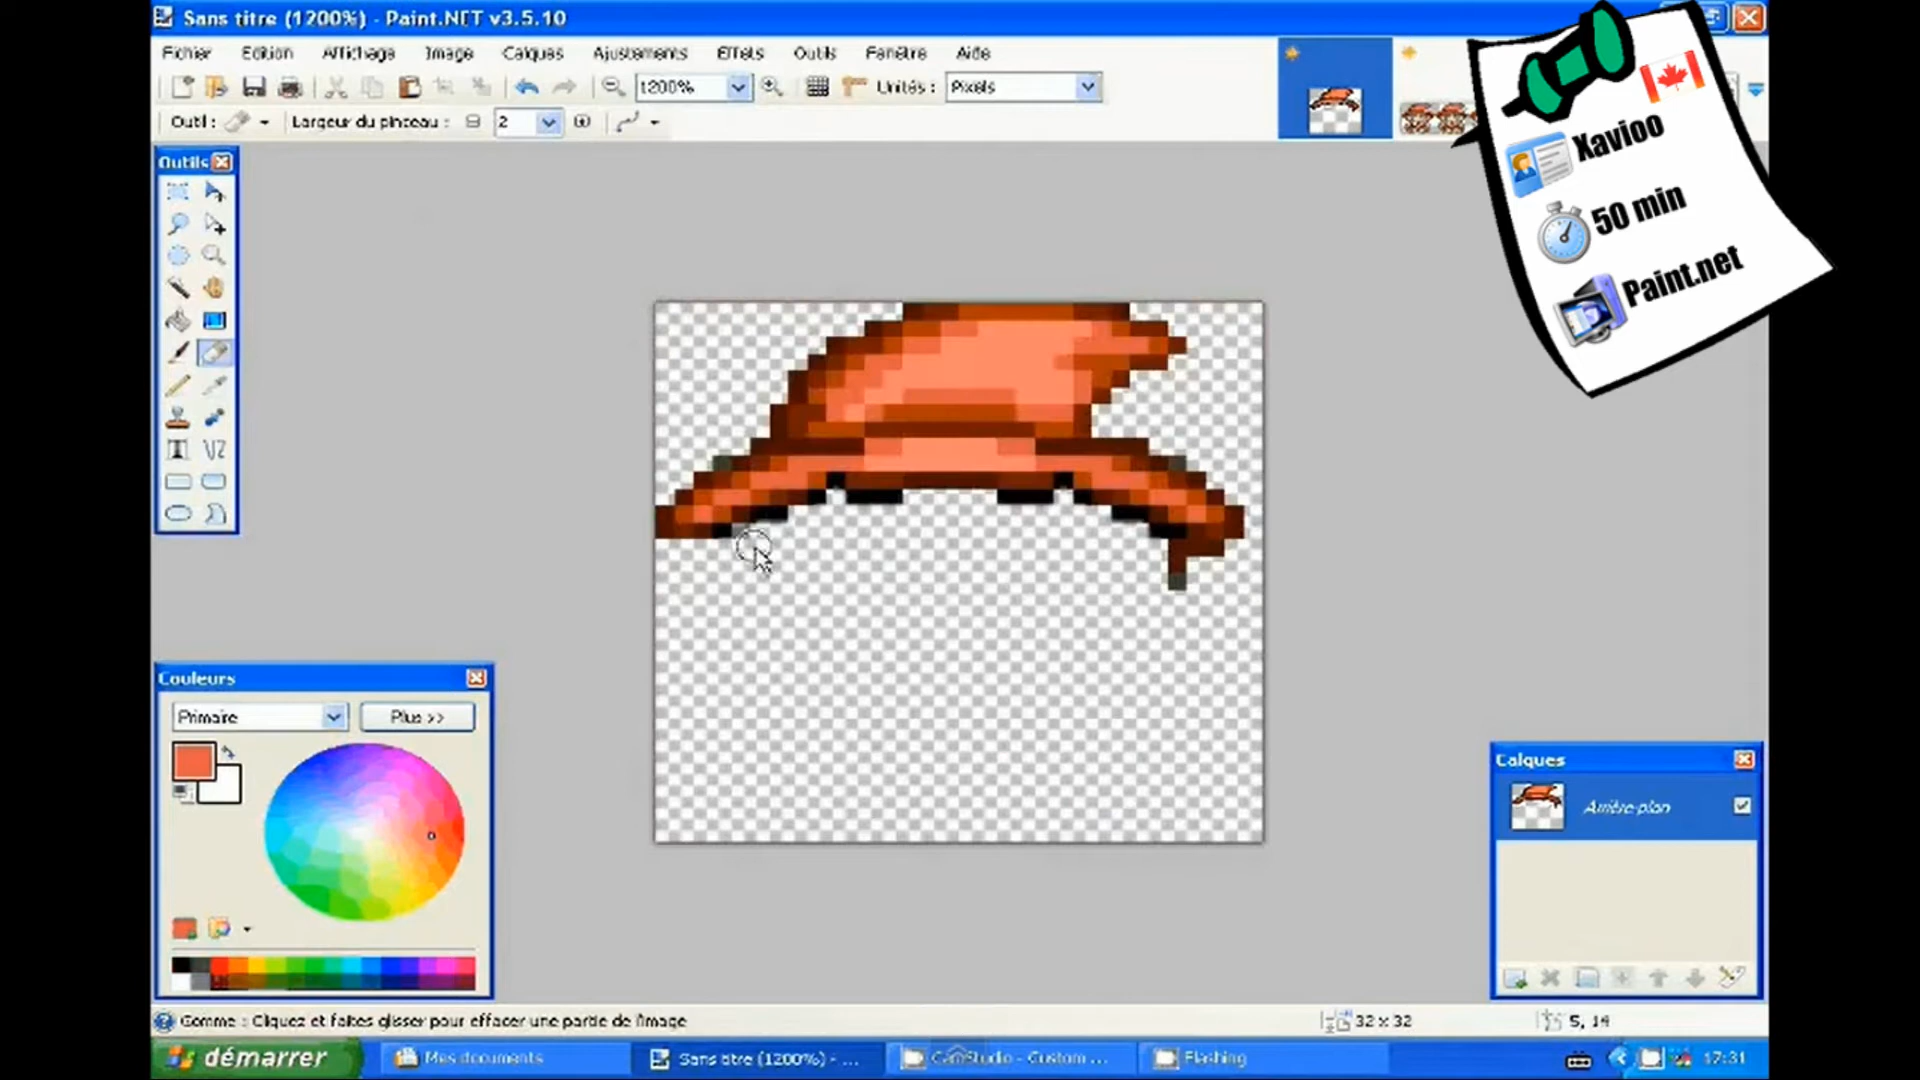 Sans titre (1200%) - Paint.NET v3.5.10
Fichier Edition Affichage Image Calques Ajustements Effets Outils Fenêtre Aide
1200% Unités : Pixels
Outil : Largeur du pinceau : 2
Xavioo
50 min
Paint.net
Outils
Couleurs
Primaire Plus >>
Calques
Arrière-plan
Gomme : Cliquez et faites glisser pour effacer une partie de l'image
32 x 32
5, 14
démarrer
Mes documents
Sans titre (1200%) - ...
CamStudio - Custom ...
Flashing
17:31